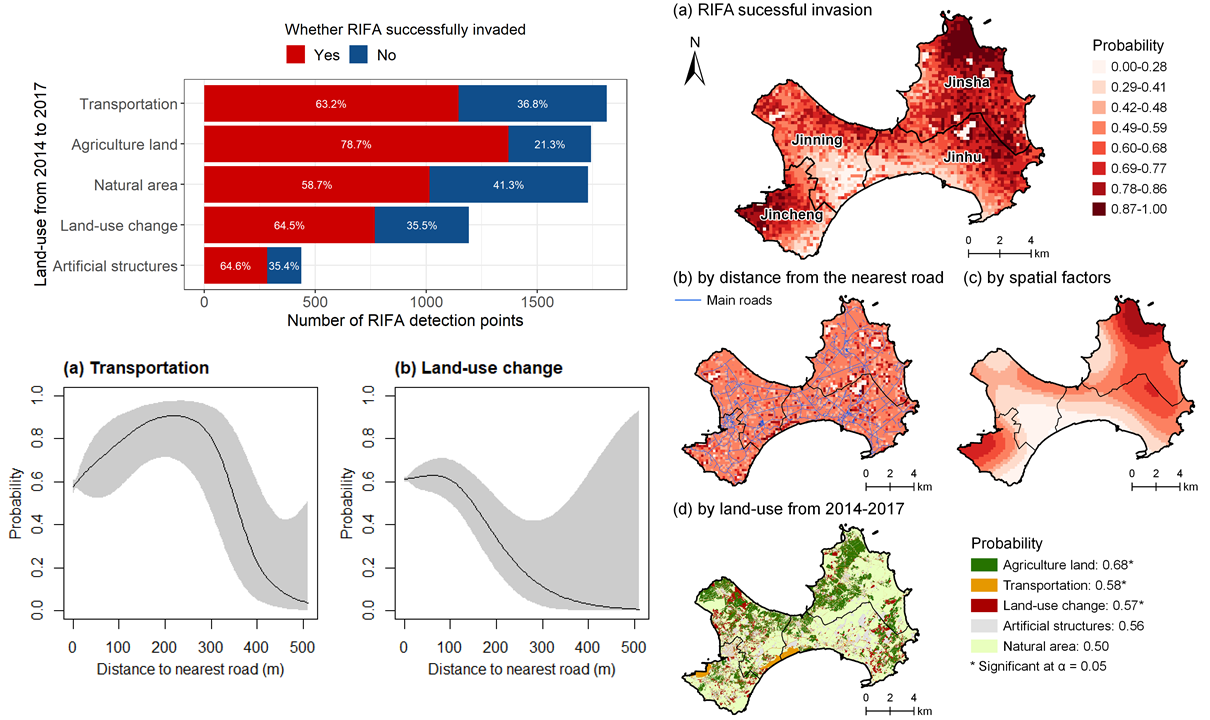 Whether RIFA successfully invaded
Yes No
Land-use from 2014 to 2017
Transportation 63.2% 36.8%
Agriculture land 78.7% 21.3%
Natural area 58.7% 41.3%
Land-use change 64.5% 35.5%
Artificial structures 64.6% 35.4%
0 500 1000 1500
Number of RIFA detection points
(a) Transportation
Probability
1.0
0.8
0.6
0.4
0.2
0.0
0 100 200 300 400 500
Distance to nearest road (m)
(b) Land-use change
Probability
1.0
0.8
0.6
0.4
0.2
0.0
0 100 200 300 400 500
Distance to nearest road (m)
(a) RIFA sucessful invasion
N
Jinsha
Jinning
Jinhu
Jincheng
Probability
0.00-0.28
0.29-0.41
0.42-0.48
0.49-0.59
0.60-0.68
0.69-0.77
0.78-0.86
0.87-1.00
0 2 4
km
(b) by distance from the nearest road
Main roads
0 2 4
km
(c) by spatial factors
0 2 4
km
(d) by land-use from 2014-2017
0 2 4
km
Probability
Agriculture land: 0.68*
Transportation: 0.58*
Land-use change: 0.57*
Artificial structures: 0.56
Natural area: 0.50
* Significant at α = 0.05